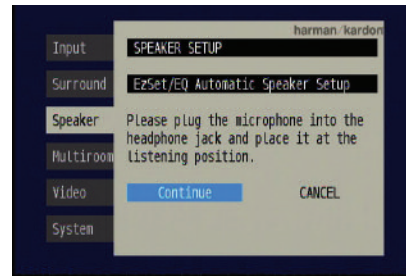 harman/kardon
Input
SPEAKER SETUP
Surround
EzSet/EQ Automatic Speaker Setup
Speaker
Please plug the microphone into the
headphone jack and place it at the
listening position.
Multiroom
Video
Continue
CANCEL
System